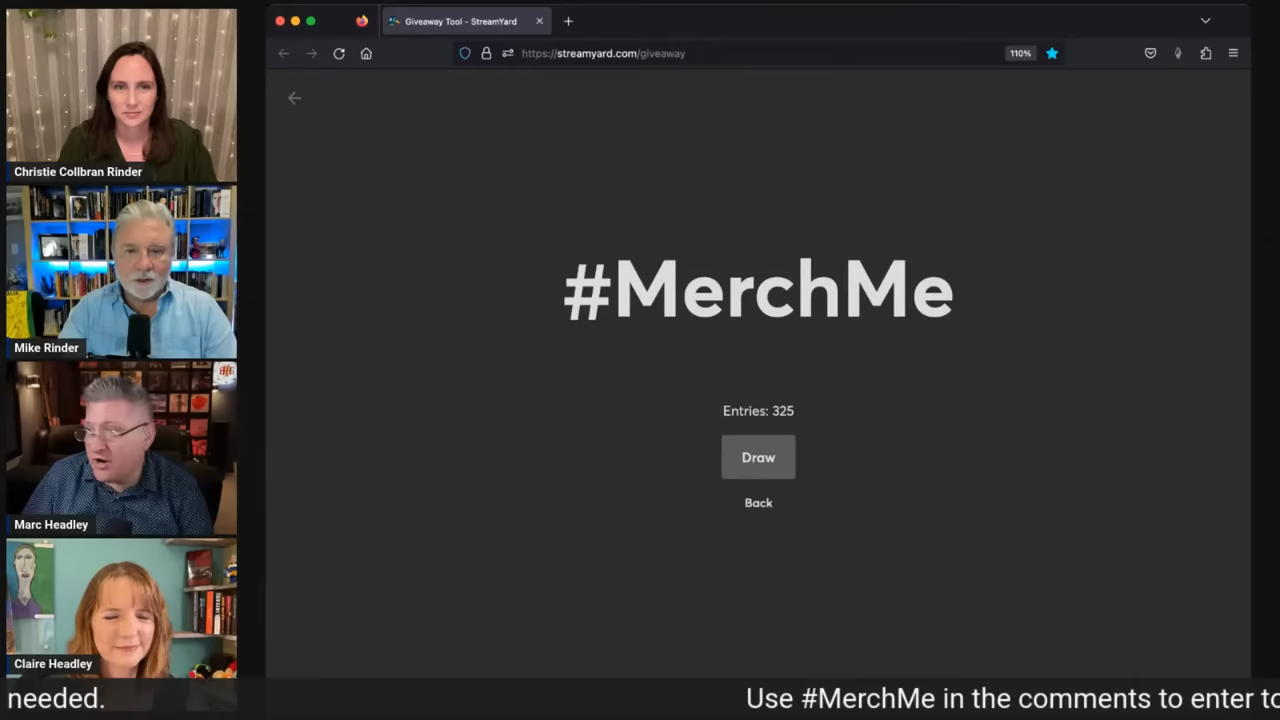 Giveaway Tool - StreamYard
https://streamyard.com/giveaway
110%
Christie Collbran Rinder
Mike Rinder
Marc Headley
Claire Headley
#MerchMe
Entries: 325
Draw
Back
needed.
Use #MerchMe in the comments to enter to